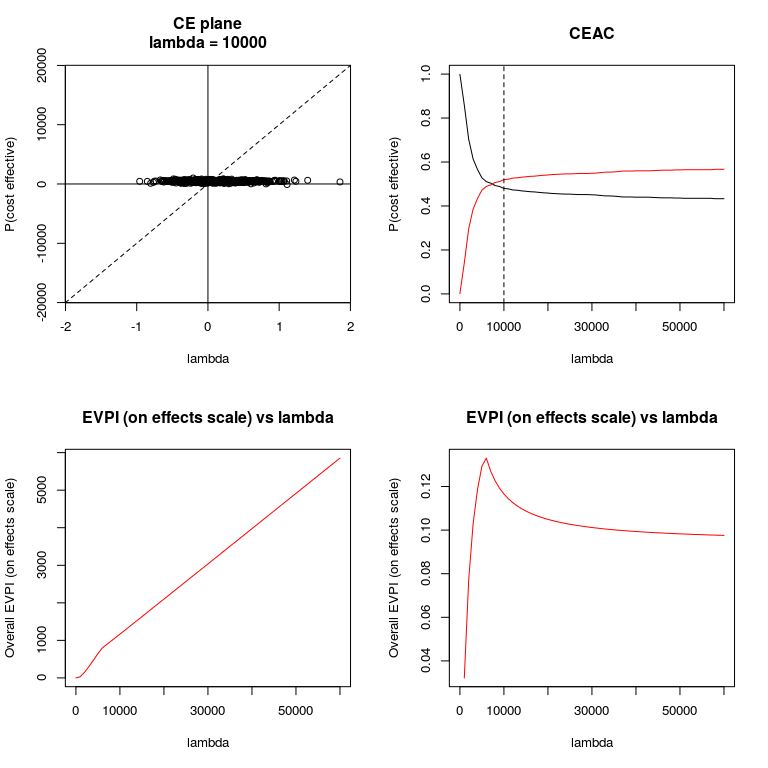 CE plane
lambda = 10000
P(cost effective)
20000
10000
0
-10000
-20000
-2
-1
0
1
2
lambda
CEAC
P(cost effective)
1.0
0.8
0.6
0.4
0.2
0.0
0
10000
30000
50000
lambda
EVPI (on effects scale) vs lambda
Overall EVPI (on effects scale)
5000
3000
1000
0
0
10000
30000
50000
lambda
EVPI (on effects scale) vs lambda
Overall EVPI (on effects scale)
0.12
0.10
0.08
0.06
0.04
0
10000
30000
50000
lambda